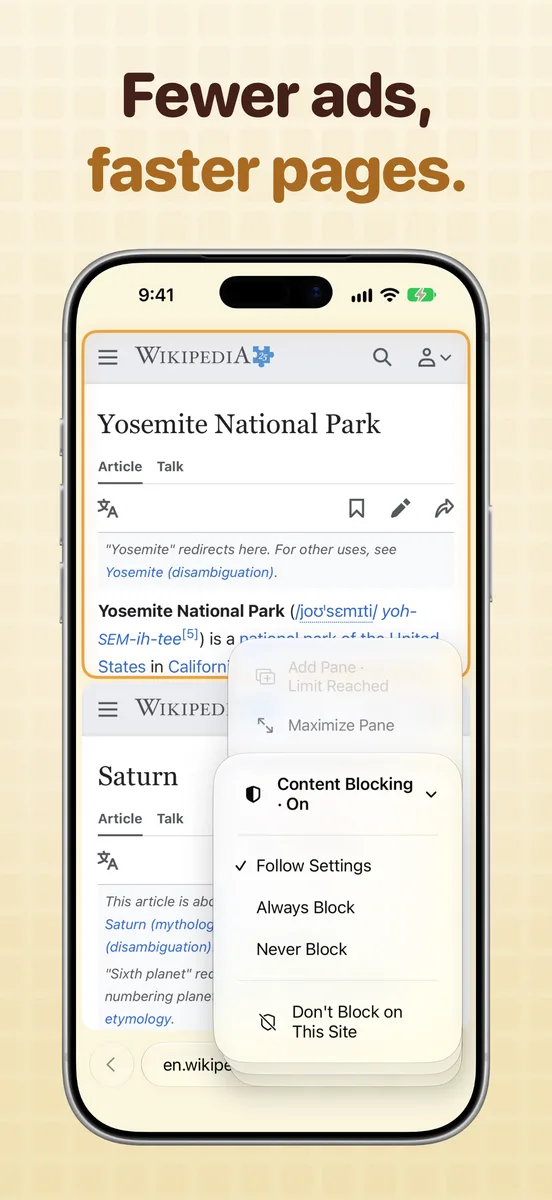 Fewer ads,
faster pages.
9:41
WIKIPEDIA 25
Yosemite National Park
Article Talk
"Yosemite" redirects here. For other uses, see
Yosemite (disambiguation).
Yosemite National Park (/joʊˈsɛmɪti/ yoh-
SEM-ih-tee[5]) is a national park of the United
States in Californi
Add Pane ·
Limit Reached
Maximize Pane
WIKIPED
Saturn
Article Talk
This article is abo
Saturn (mytholog
(disambiguation)
"Sixth planet" red
numbering plane
etymology.
Content Blocking
· On
✓ Follow Settings
Always Block
Never Block
Don't Block on
This Site
en.wikipe